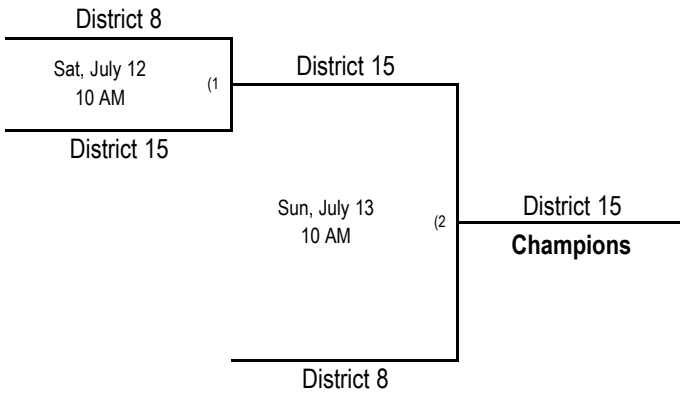 District 8
Sat, July 12
10 AM
(1
District 15
District 15
Sun, July 13
10 AM
(2
District 8
District 15
Champions